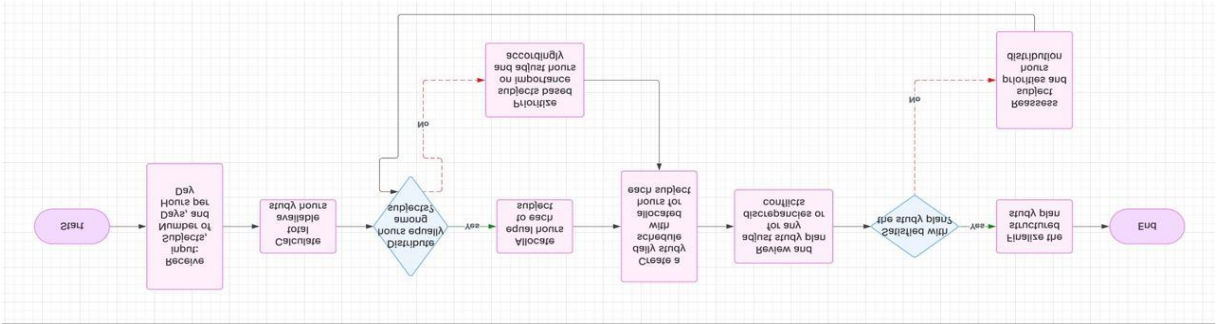 Start
Receive
Input:
Subjects,
Number of
Days, and
Hours per
Day
Calculate
total
available
study hours
Distribute
hours equally
among
subjects?
Yes
No
Prioritize
subjects based
on importance
and adjust hours
accordingly
Allocate
equal hours
to each
subject
Create a
daily study
schedule
with
allocated
hours for
each subject
Review and
adjust study plan
for any
discrepancies or
conflicts
Satisfied with
the study plan?
Yes
No
Reassess
subject
priorities and
hours
distribution
Finalize the
structured
study plan
End